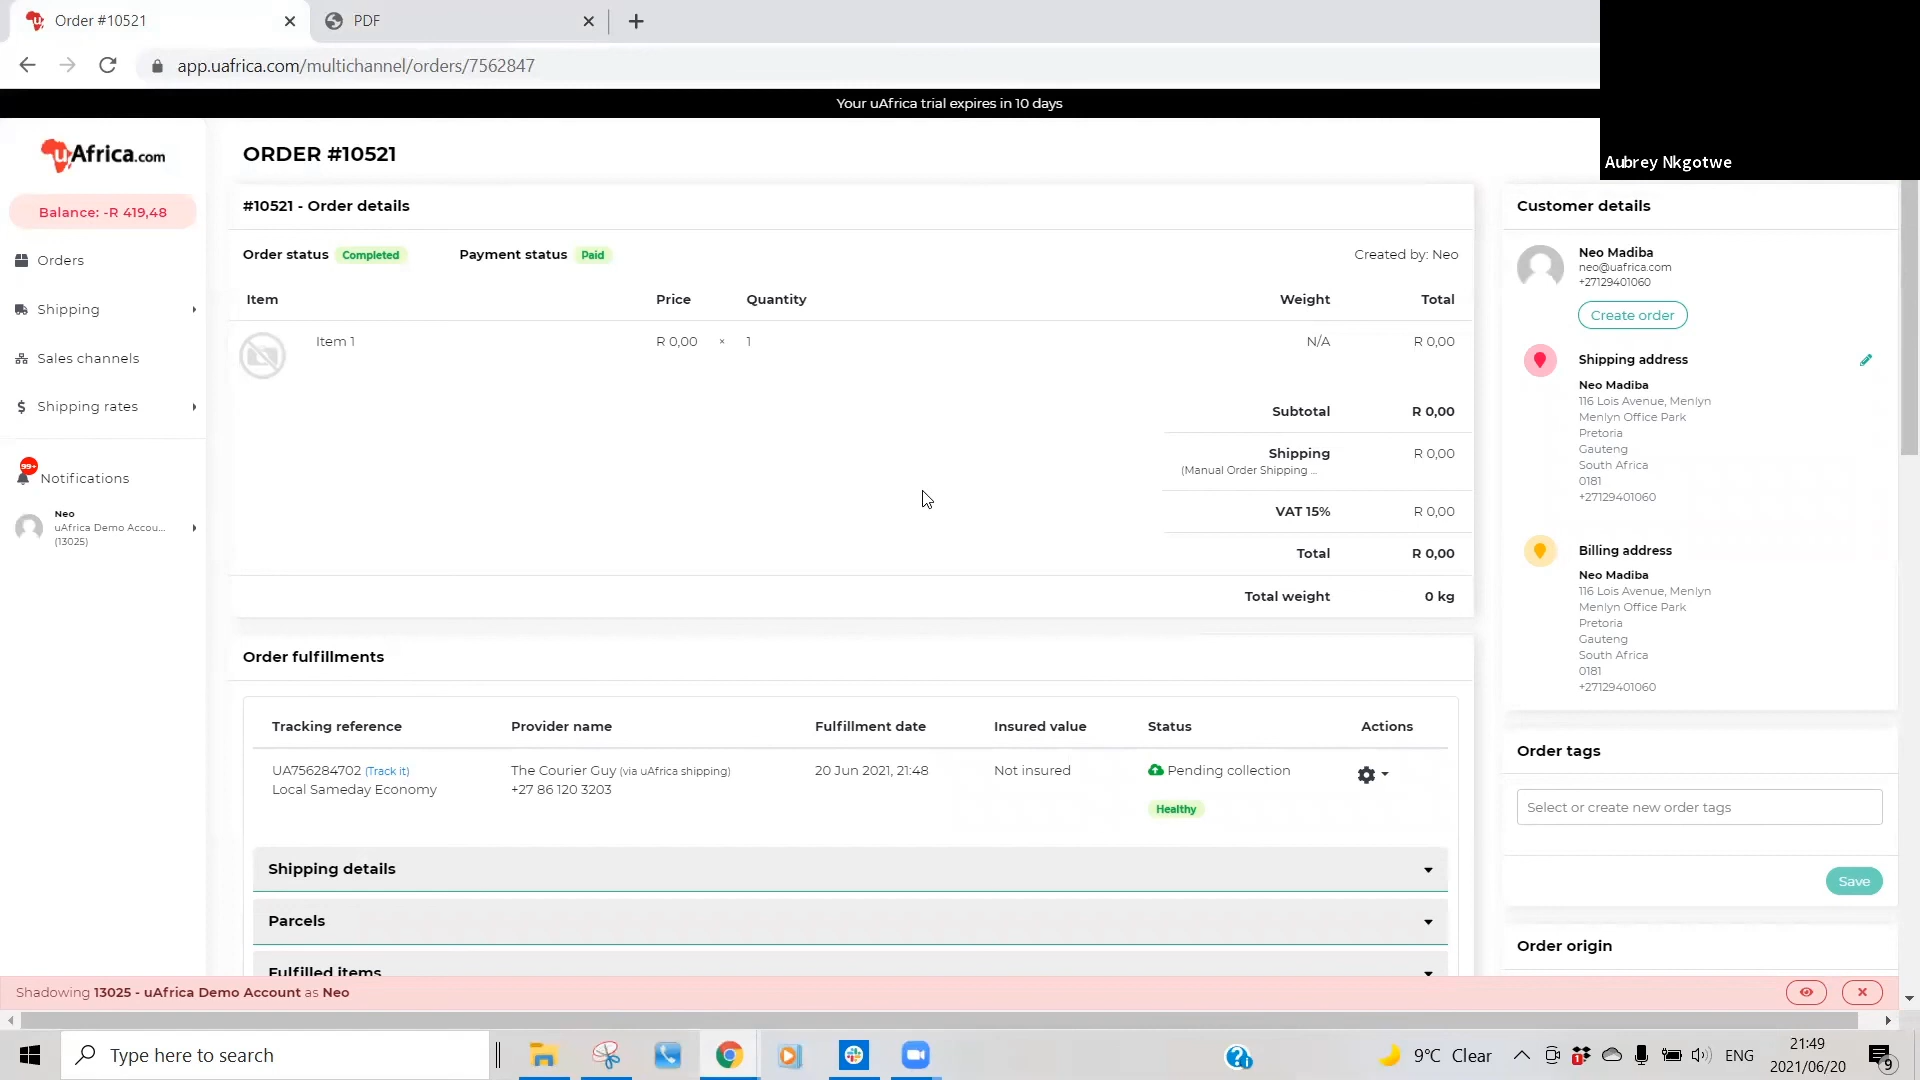 Order #10521
PDF
app.uafrica.com/multichannel/orders/7562847
Your uAfrica trial expires in 10 days
Aubrey Nkgotwe
uAfrica.com
Balance: -R 419,48
Orders
Shipping
Sales channels
Shipping rates
99+
Notifications
Neo
uAfrica Demo Accou...
(13025)
ORDER #10521
#10521 - Order details
Order status Completed Payment status Paid Created by: Neo
Item Price Quantity Weight Total
Item 1 R 0,00 × 1 N/A R 0,00
Subtotal R 0,00
Shipping R 0,00
(Manual Order Shipping ...
VAT 15% R 0,00
Total R 0,00
Total weight 0 kg
Order fulfillments
Tracking reference Provider name Fulfillment date Insured value Status Actions
UA756284702 (Track it) The Courier Guy (via uAfrica shipping) 20 Jun 2021, 21:48 Not insured Pending collection
Local Sameday Economy +27 86 120 3203
Healthy
Shipping details
Parcels
Fulfilled items
Customer details
Neo Madiba
neo@uafrica.com
+27129401060
Create order
Shipping address
Neo Madiba
116 Lois Avenue, Menlyn
Menlyn Office Park
Pretoria
Gauteng
South Africa
0181
+27129401060
Billing address
Neo Madiba
116 Lois Avenue, Menlyn
Menlyn Office Park
Pretoria
Gauteng
South Africa
0181
+27129401060
Order tags
Select or create new order tags
Save
Order origin
Shadowing 13025 - uAfrica Demo Account as Neo
Type here to search
9°C Clear
ENG
21:49
2021/06/20
9